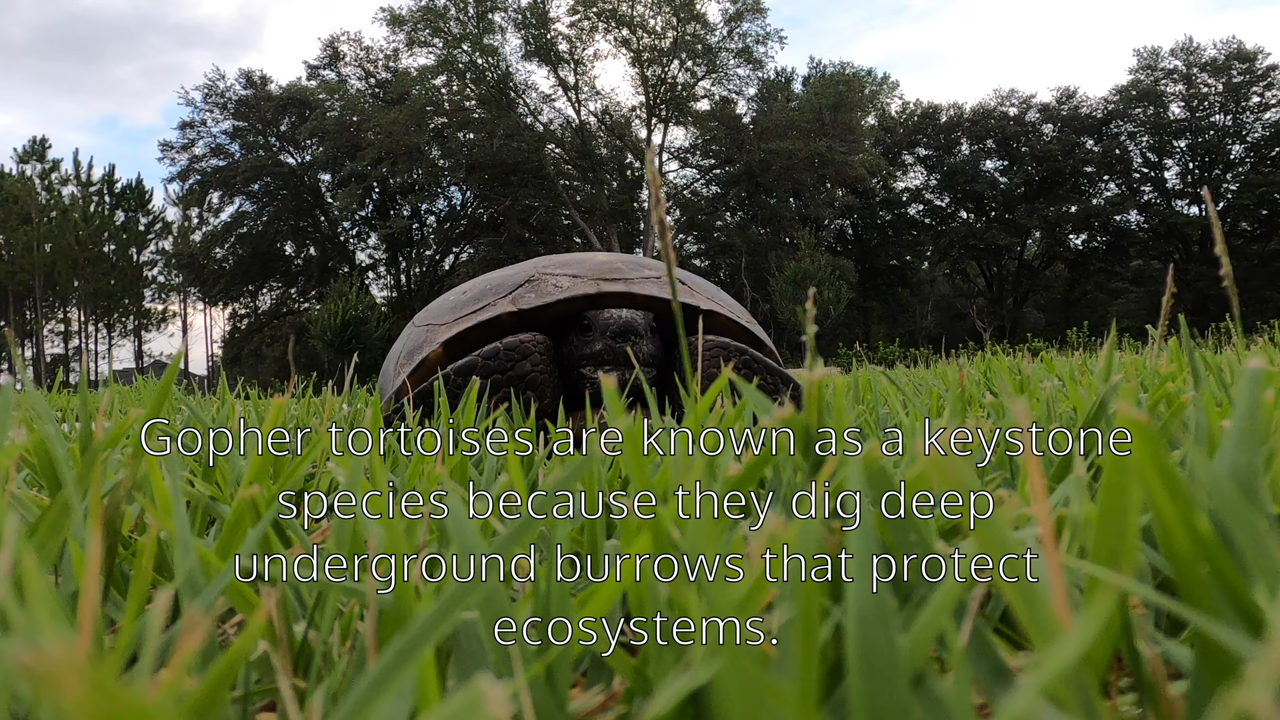 Gopher tortoises are known as a keystone
species because they dig deep
underground burrows that protect
ecosystems.